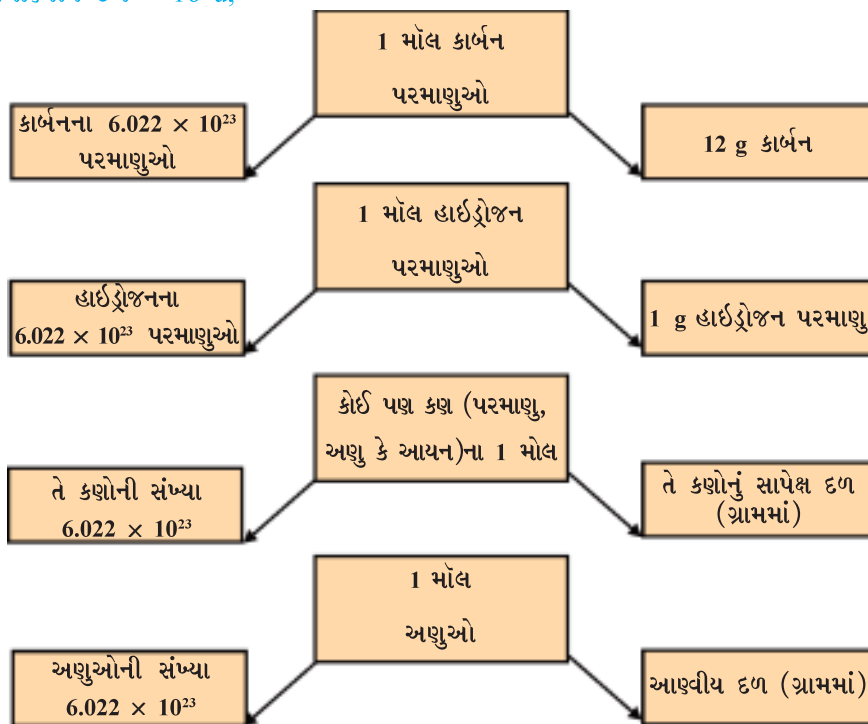 1 મૉલ કાર્બન
પરમાણુઓ
કાર્બનના 6.022 × 10²³
પરમાણુઓ
12 g કાર્બન
1 મૉલ હાઇડ્રોજન
પરમાણુઓ
હાઇડ્રોજનના
6.022 × 10²³ પરમાણુઓ
1 g હાઇડ્રોજન પરમાણુ
કોઈ પણ કણ (પરમાણુ,
અણુ કે આયન)ના 1 મોલ
તે કણોની સંખ્યા
6.022 × 10²³
તે કણોનું સાપેક્ષ દળ
(ગ્રામમાં)
1 મૉલ
અણુઓ
અણુઓની સંખ્યા
6.022 × 10²³
આણ્વીય દળ (ગ્રામમાં)